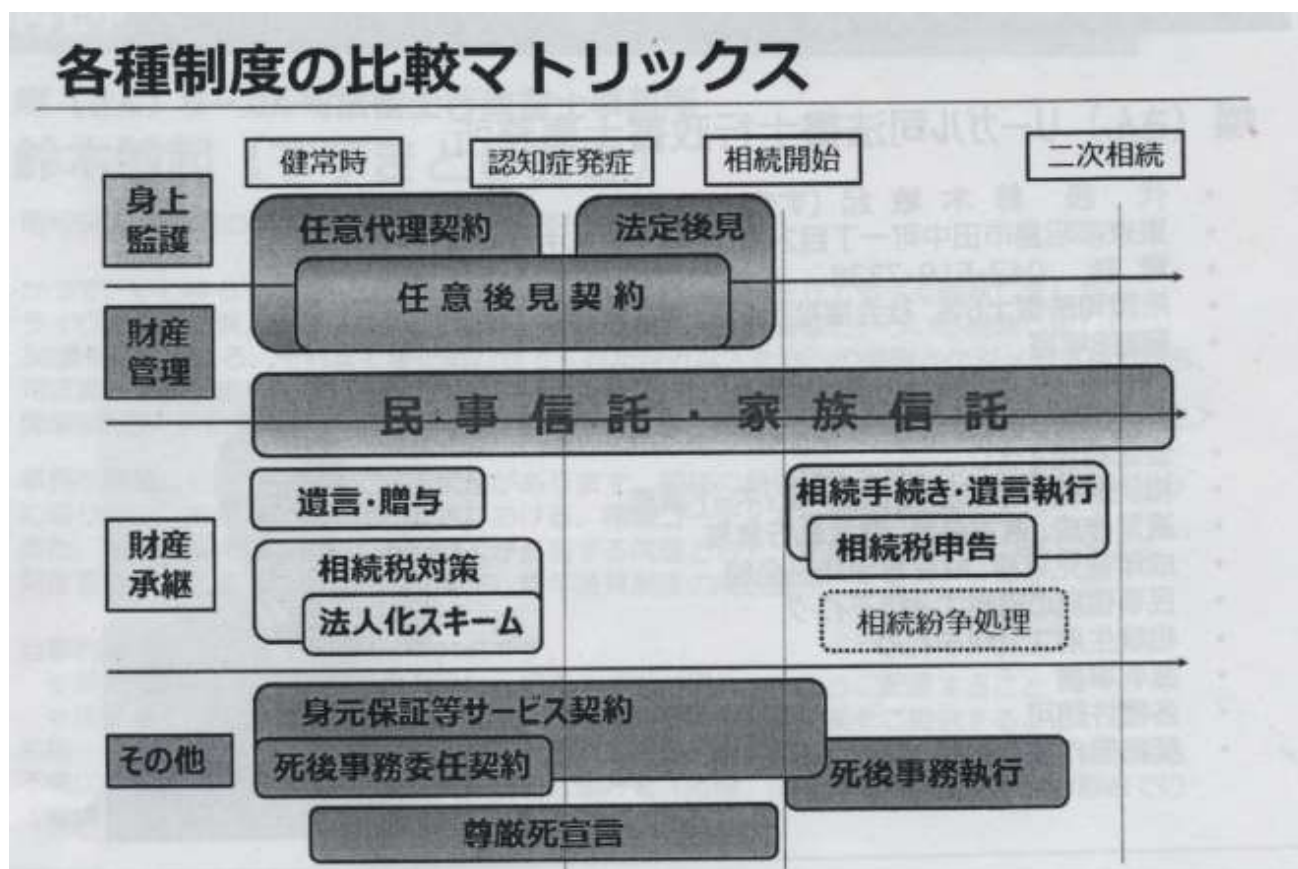 各種制度の比較マトリックス
健常時
認知症発症
相続開始
二次相続
身上
監護
任意代理契約
法定後見
任意後見契約
財産
管理
民事信託・家族信託
財産
承継
遺言・贈与
相続手続き・遺言執行
相続税申告
相続税対策
法人化スキーム
相続紛争処理
その他
身元保証等サービス契約
死後事務委任契約
死後事務執行
尊厳死宣言